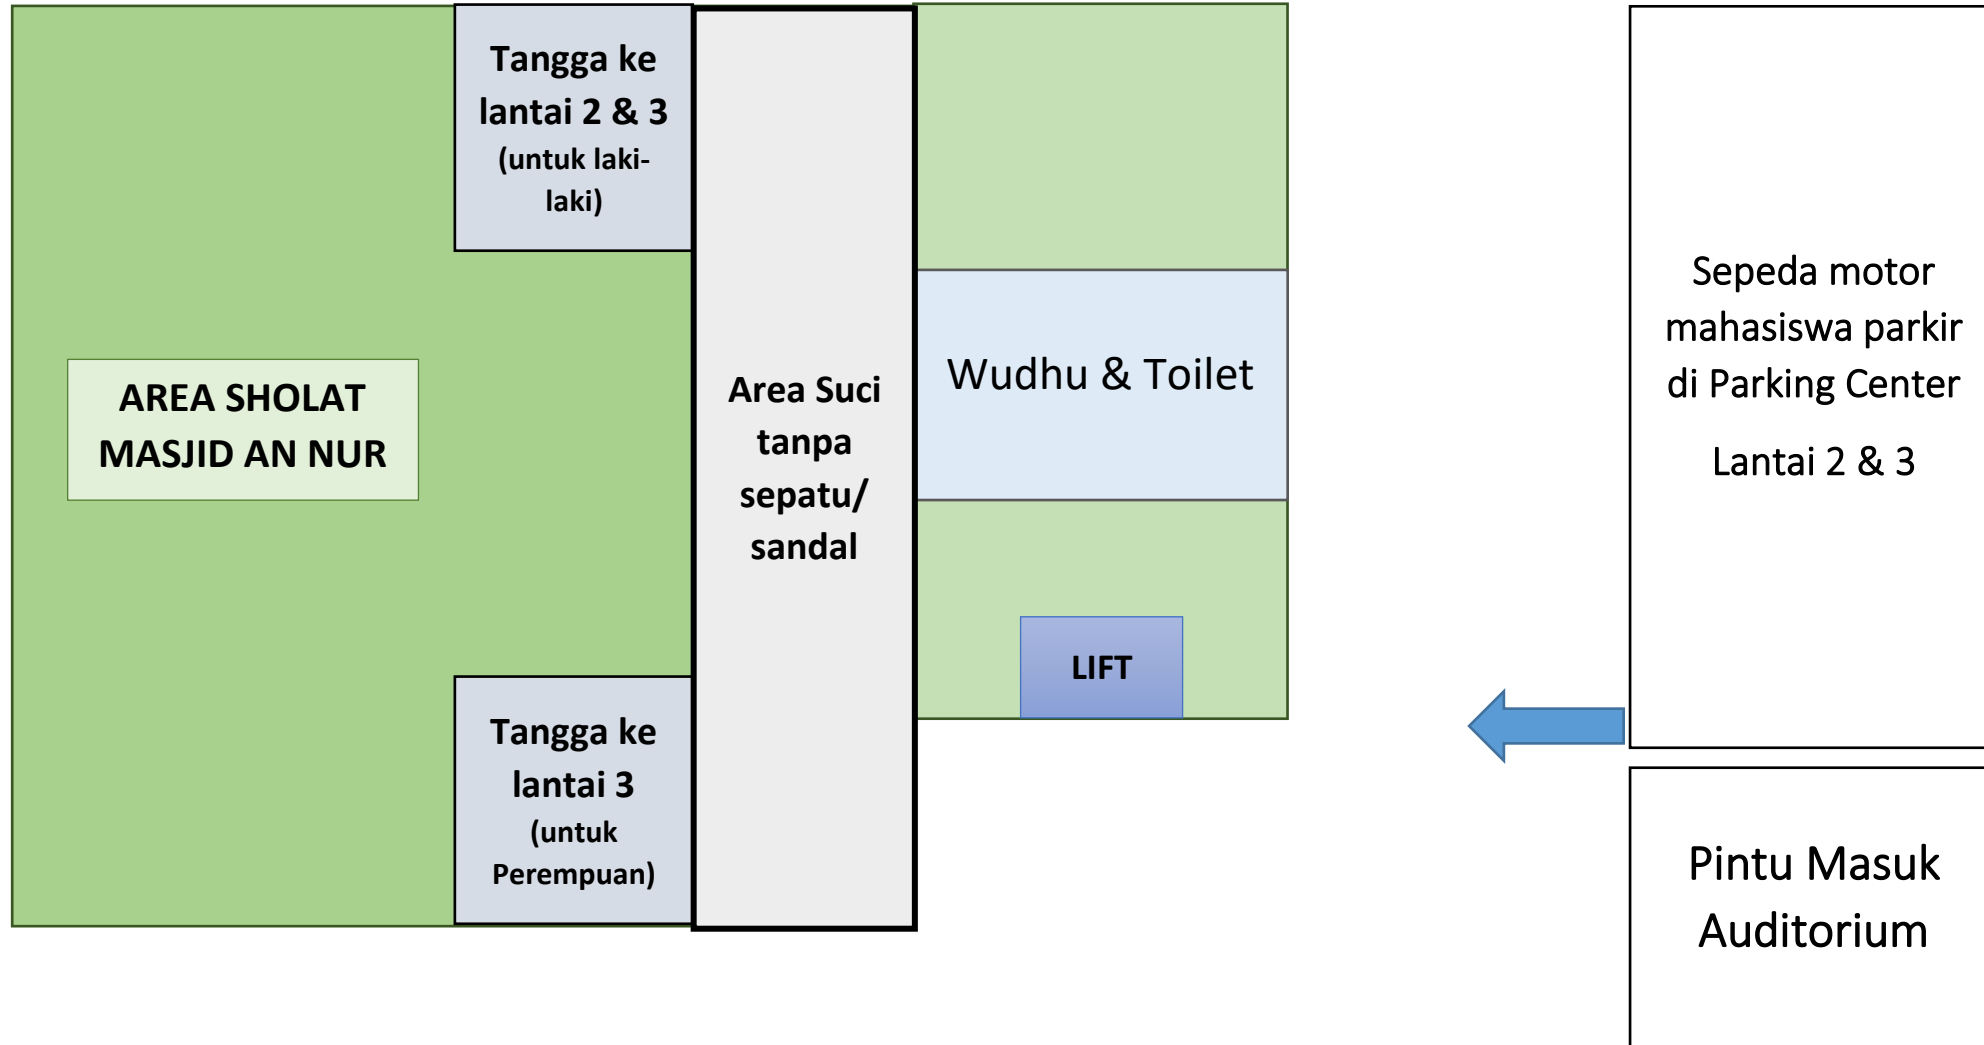 Tangga ke
lantai 2 & 3
(untuk laki-
laki)
AREA SHOLAT
MASJID AN NUR
Tangga ke
lantai 3
(untuk
Perempuan)
Area Suci
tanpa
sepatu/
sandal
Wudhu & Toilet
LIFT
Sepeda motor
mahasiswa parkir
di Parking Center
Lantai 2 & 3
Pintu Masuk
Auditorium